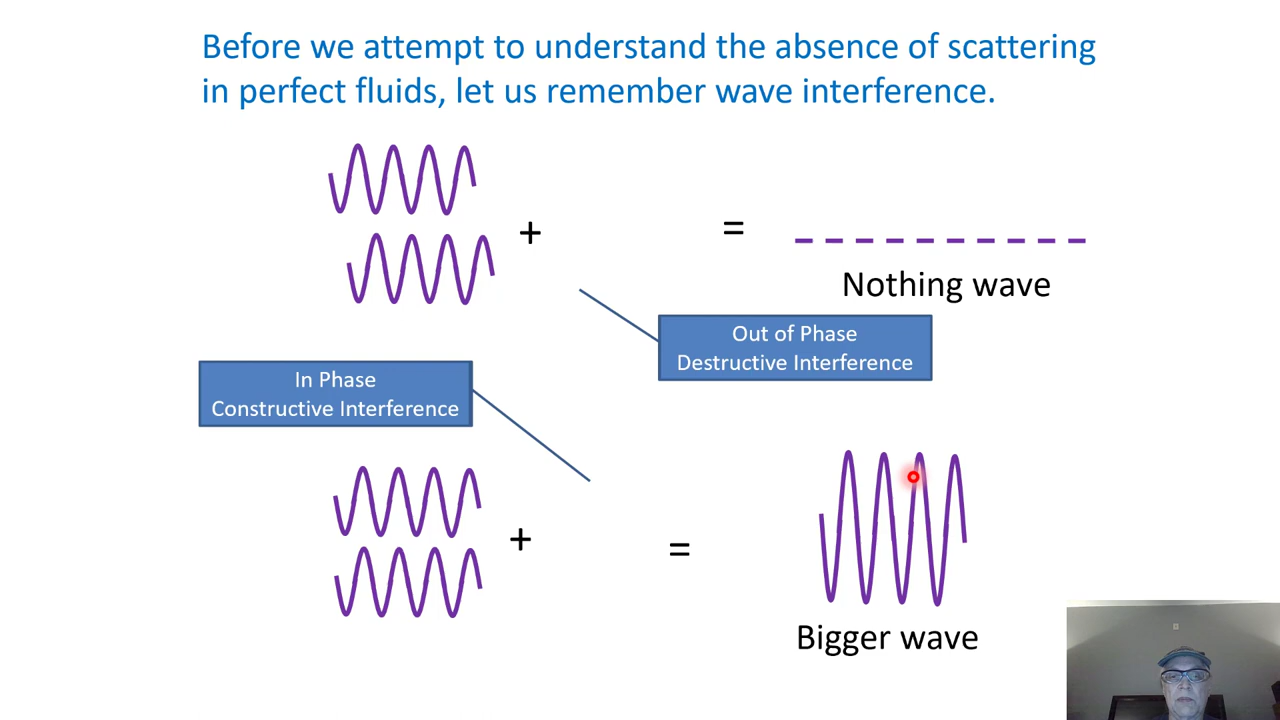 Before we attempt to understand the absence of scattering
in perfect fluids, let us remember wave interference.
+
=
Nothing wave
Out of Phase
Destructive Interference
In Phase
Constructive Interference
+
=
Bigger wave